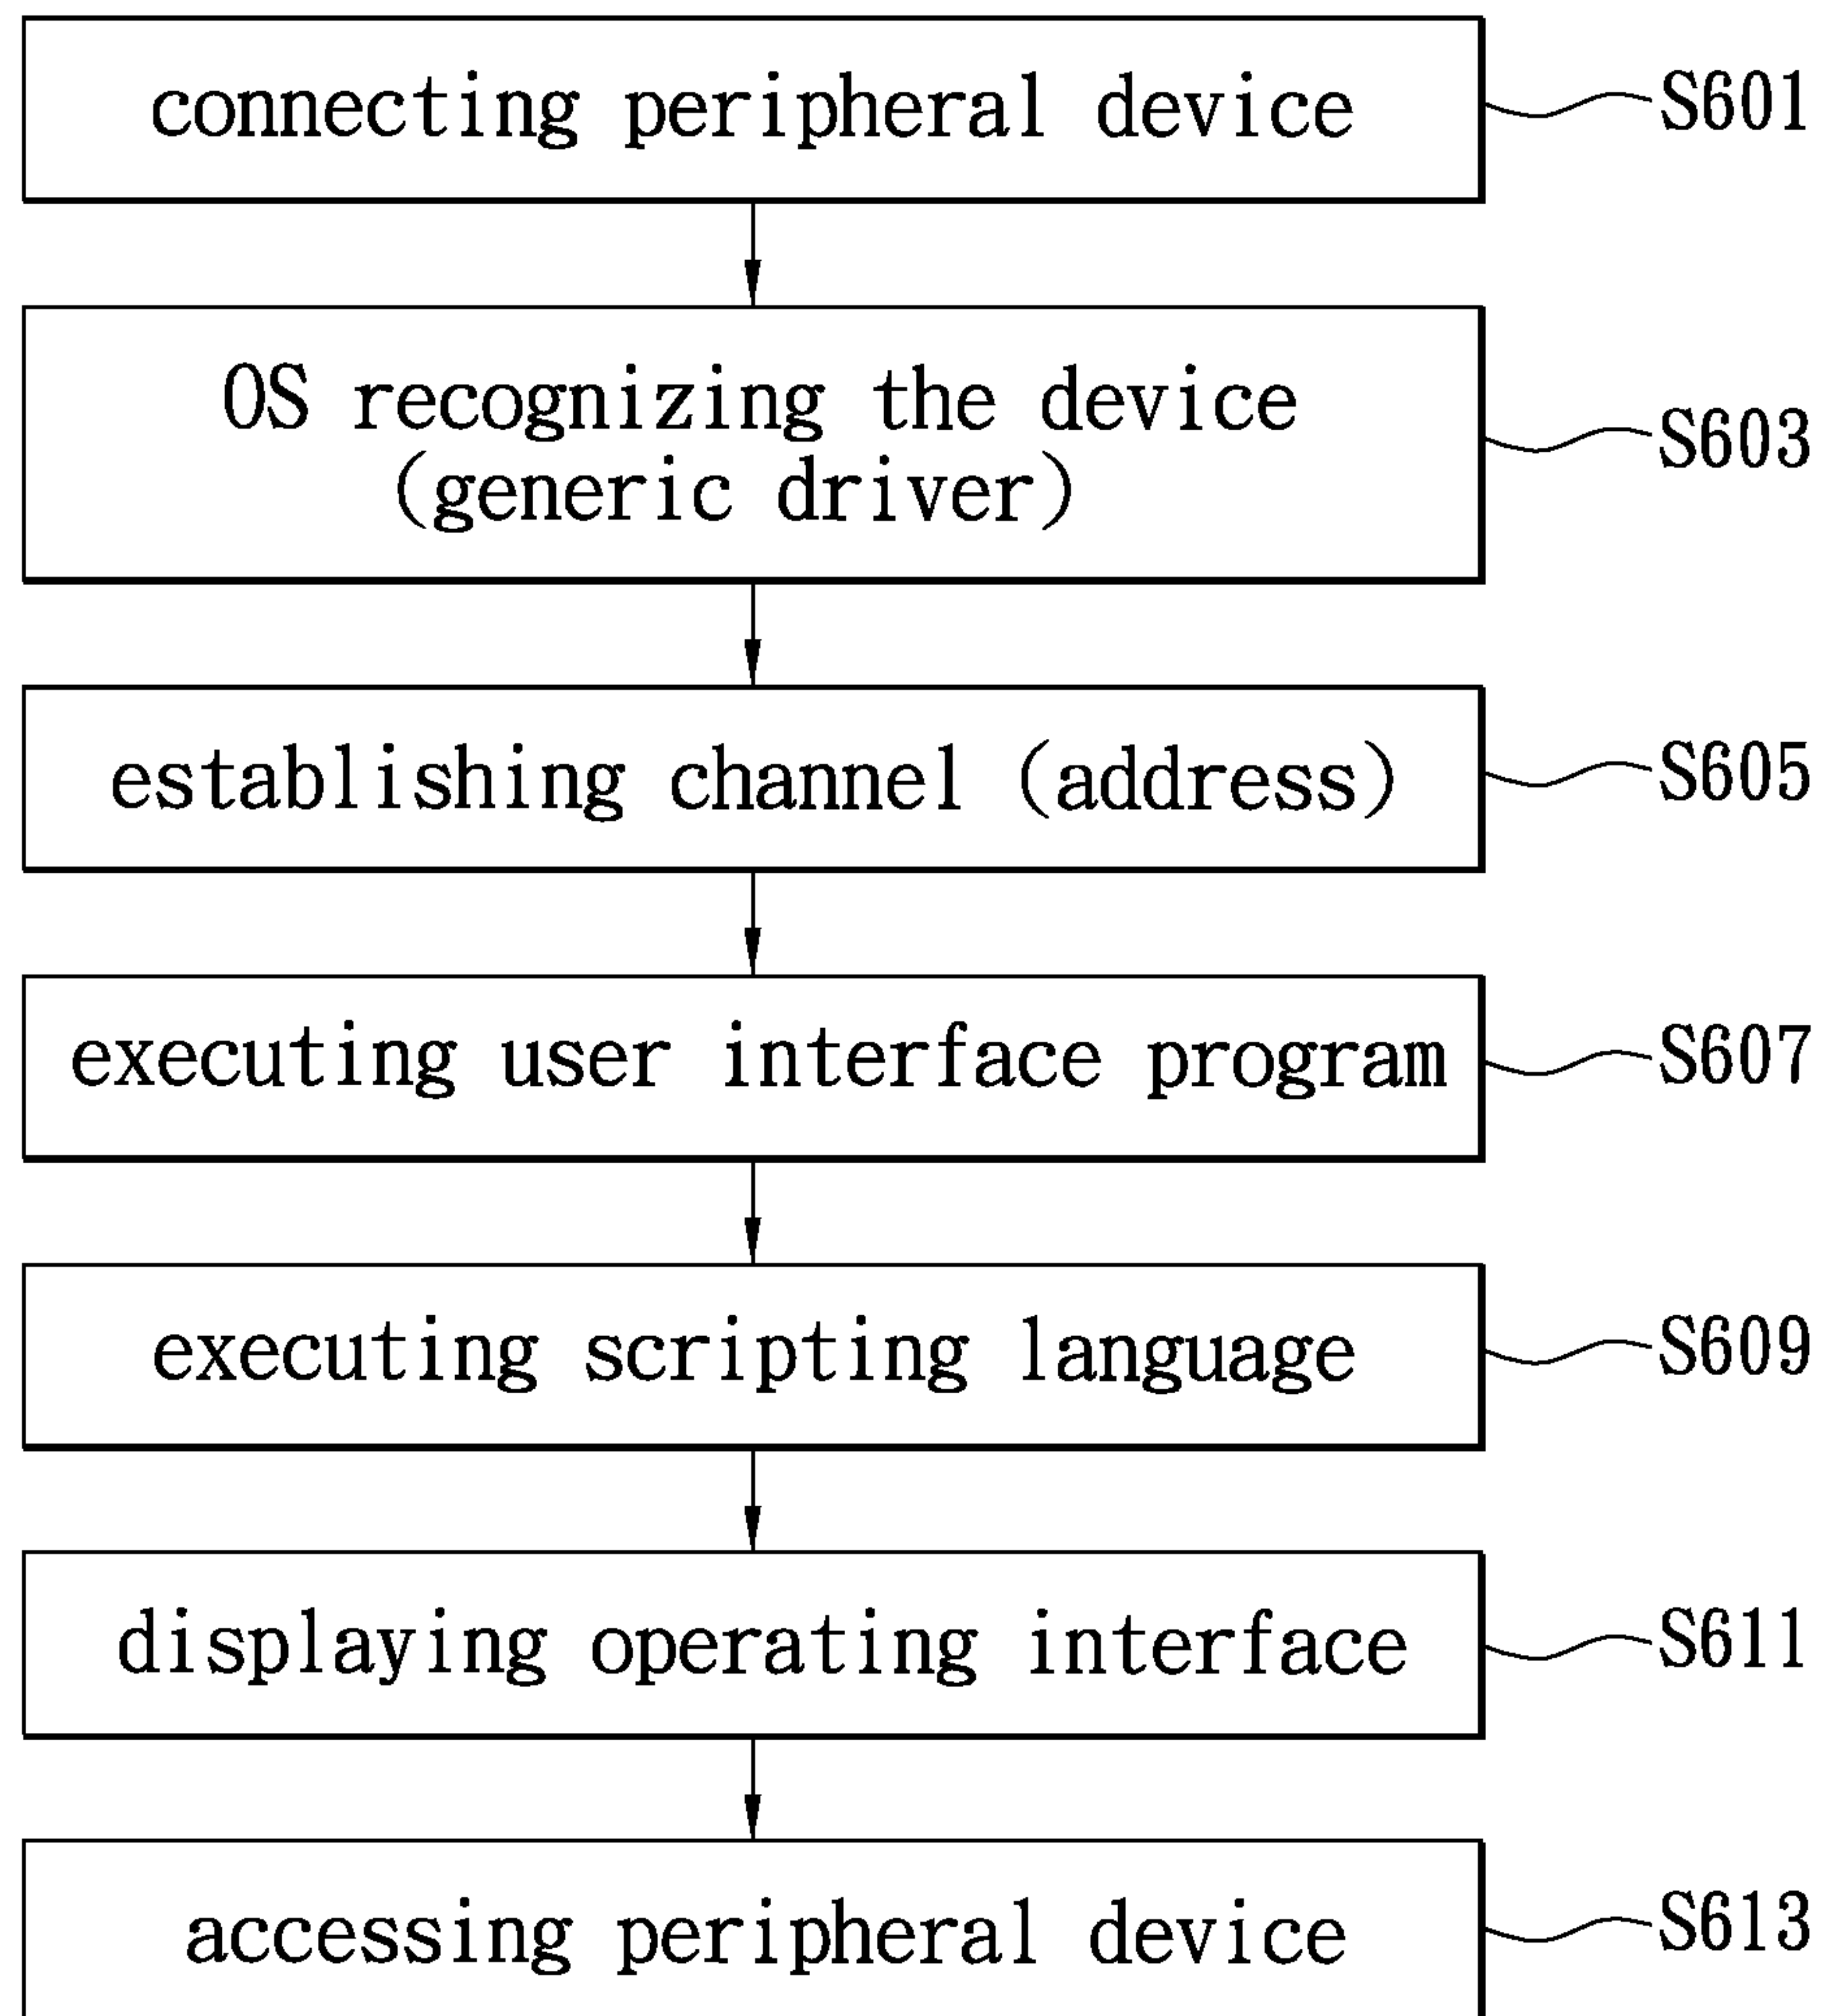 connecting peripheral device
S601
OS recognizing the device
(generic driver)
S603
establishing channel (address)
S605
executing user interface program
S607
executing scripting language
S609
displaying operating interface
S611
accessing peripheral device
S613